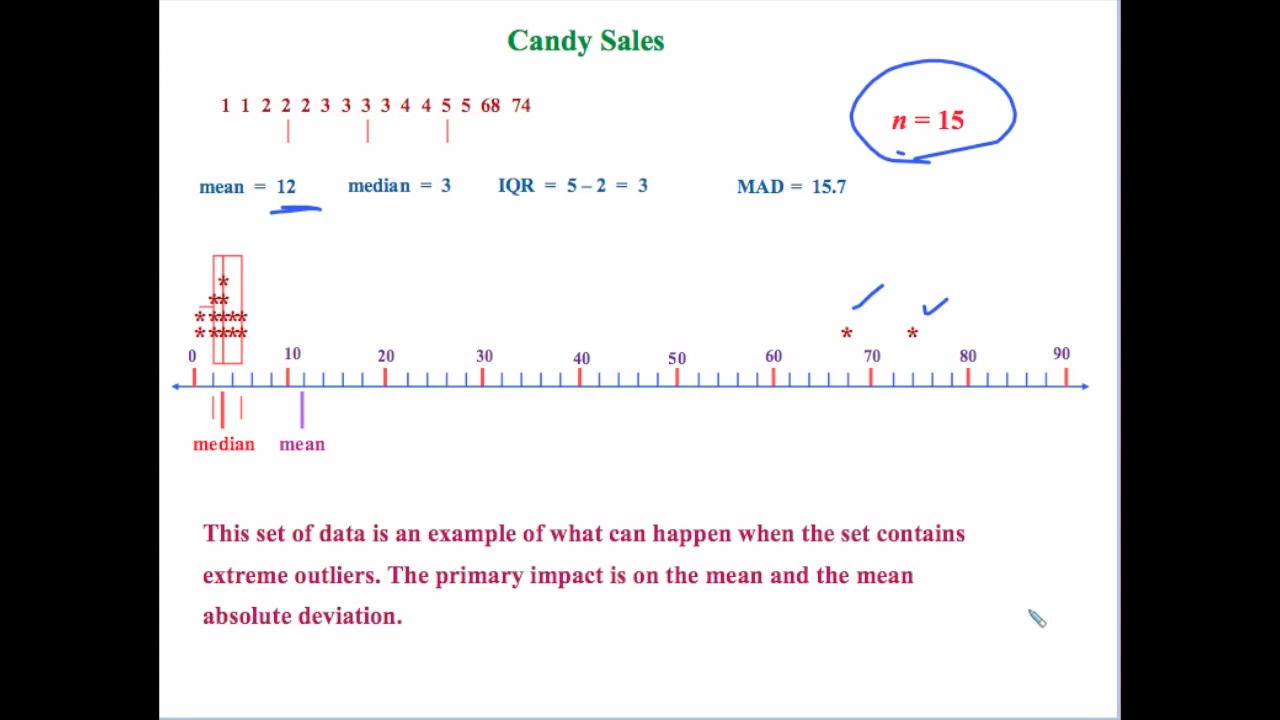 Candy Sales
1 1 2 2 2 3 3 3 3 4 4 5 5 68 74
n = 15
mean = 12 median = 3 IQR = 5 – 2 = 3 MAD = 15.7
0 10 20 30 40 50 60 70 80 90
median mean
This set of data is an example of what can happen when the set contains
extreme outliers. The primary impact is on the mean and the mean
absolute deviation.